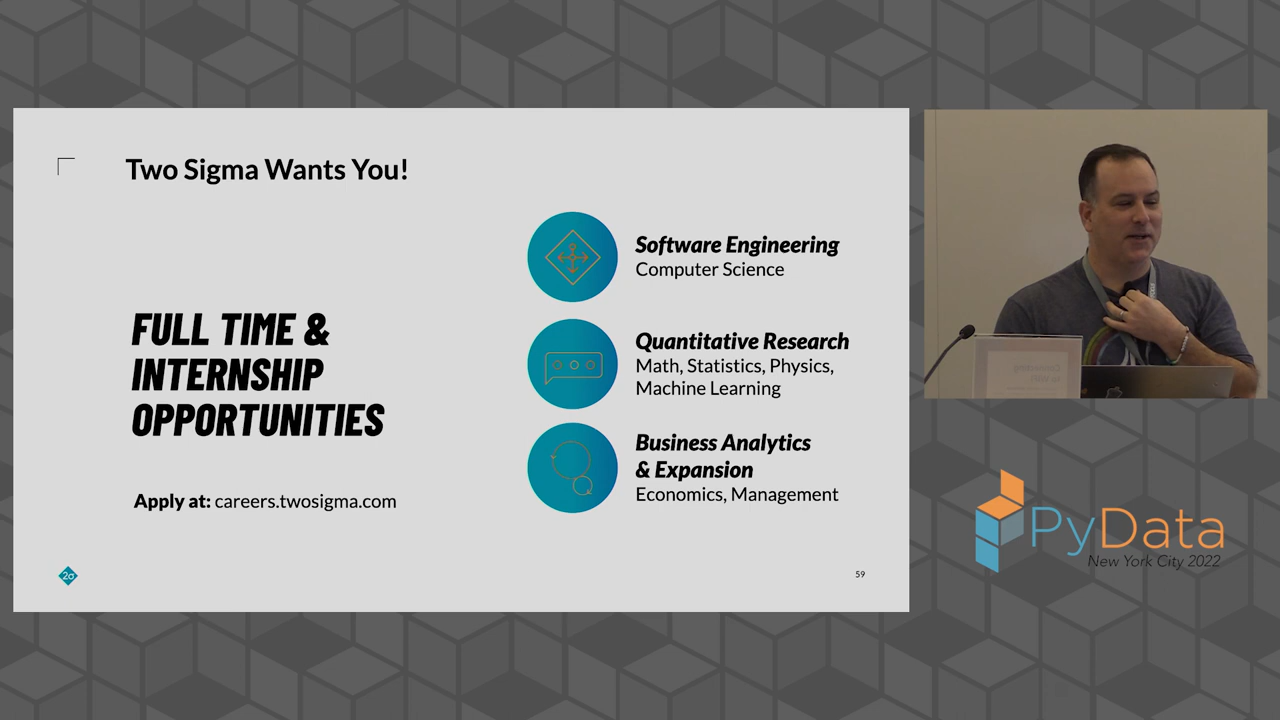 Two Sigma Wants You!
FULL TIME &
INTERNSHIP
OPPORTUNITIES
Apply at: careers.twosigma.com
Software Engineering
Computer Science
Quantitative Research
Math, Statistics, Physics,
Machine Learning
Business Analytics
& Expansion
Economics, Management
2σ
59
PyData
New York City 2022